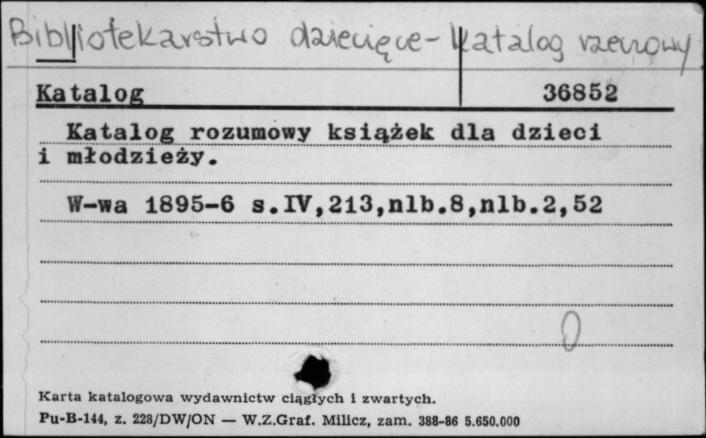 Bibliotekarstwo dziecięce - katalog rzeczowy
Katalog 36852
Katalog rozumowy książek dla dzieci
i młodzieży.
W-wa 1895-6 s.IV,213,nlb.8,nlb.2,52
0
Karta katalogowa wydawnictw ciągłych i zwartych.
Pu-B-144, z. 228/DW/ON — W.Z.Graf. Milicz, zam. 388-86 5.650.000